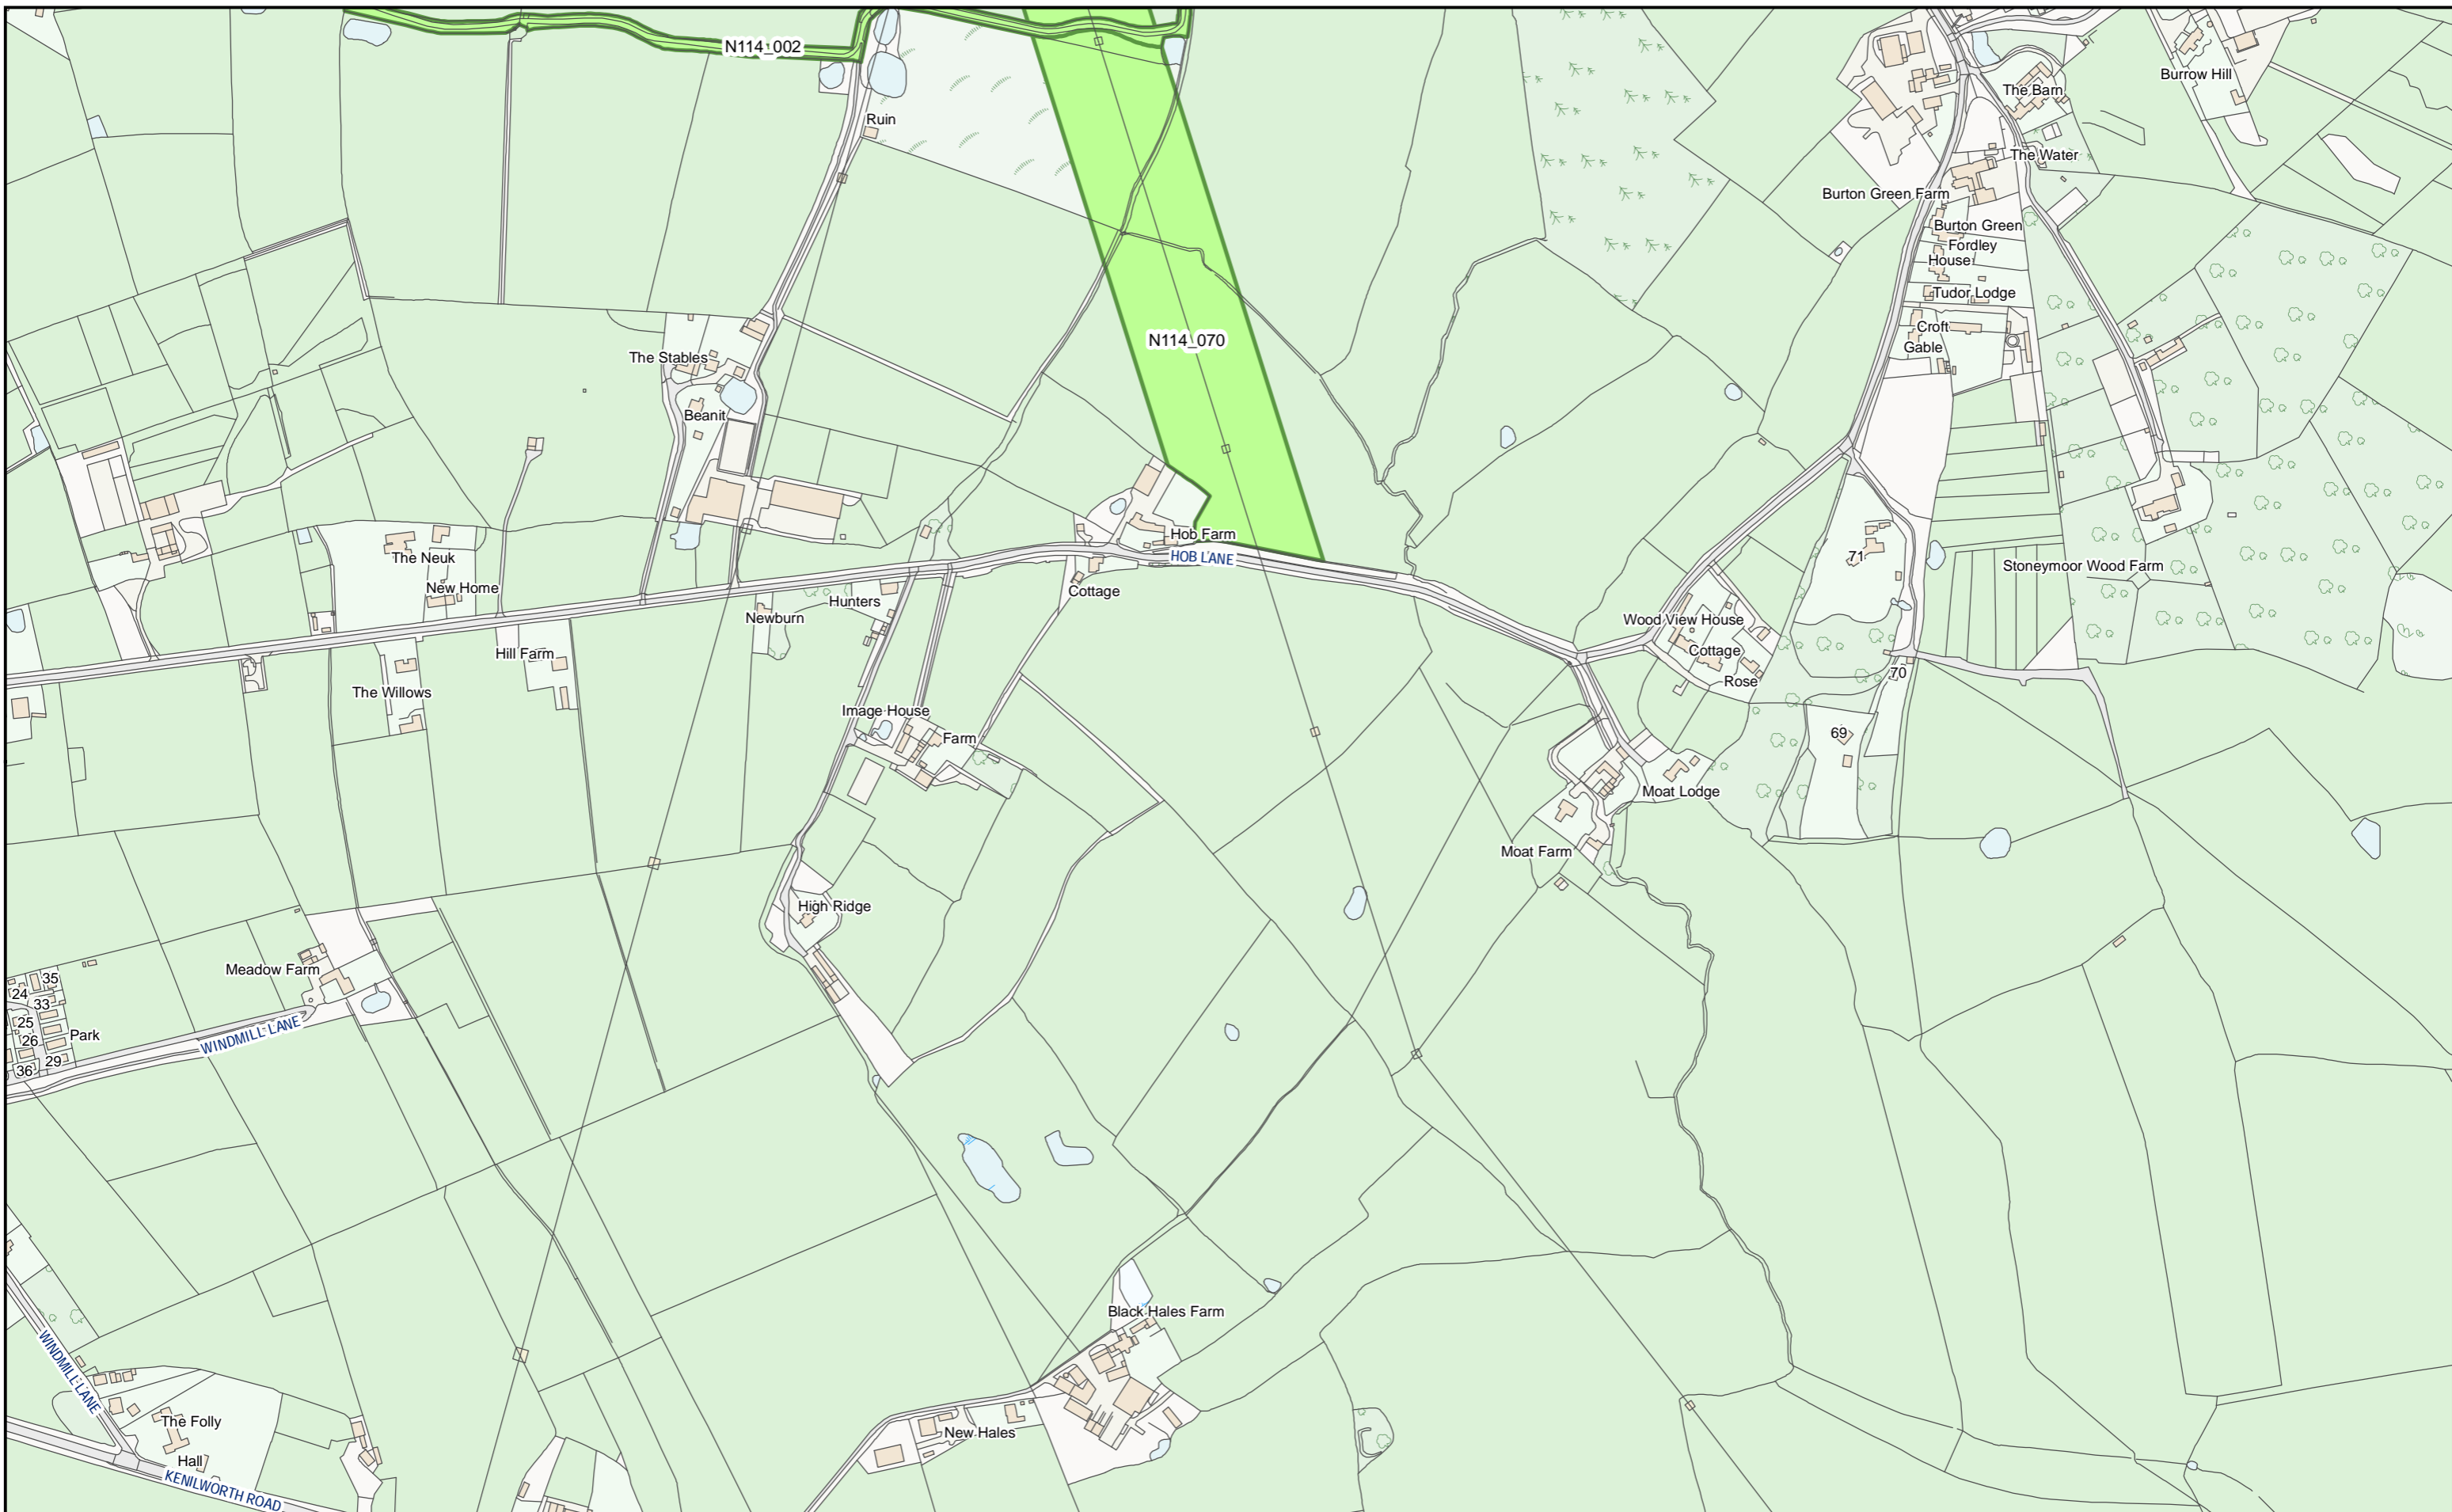 N114_002
Burrow Hill
The Barn
Ruin
The Water
Burton Green Farm
Burton Green
Fordley
House
Tudor Lodge
Croft
Gable
N114_070
The Stables
Beanit
Hob Farm
HOB LANE
The Neuk
New Home
71
Stoneymoor Wood Farm
Cottage
Hunters
Newburn
Wood View House
Cottage
Hill Farm
70
Rose
The Willows
Image House
Farm
69
Moat Lodge
Moat Farm
High Ridge
Meadow Farm
35
24
33
25
26
Park
29
36
WINDMILL LANE
Black Hales Farm
WINDMILL LANE
The Folly
New Hales
Hall
KENILWORTH ROAD